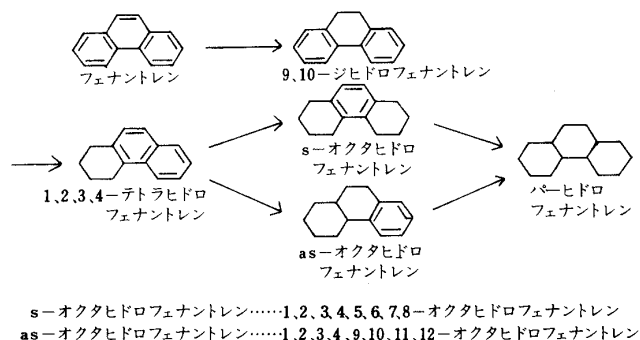 フェナントレン
9,10-ジヒドロフェナントレン
s-オクタヒドロ
フェナントレン
1、2、3、4-テトラヒドロ
フェナントレン
パーヒドロ
フェナントレン
as-オクタヒドロ
フェナントレン
s-オクタヒドロフェナントレン……1、2、3、4、5、6、7、8-オクタヒドロフェナントレン
as-オクタヒドロフェナントレン……1、2、3、4、9、10、11、12-オクタヒドロフェナントレン